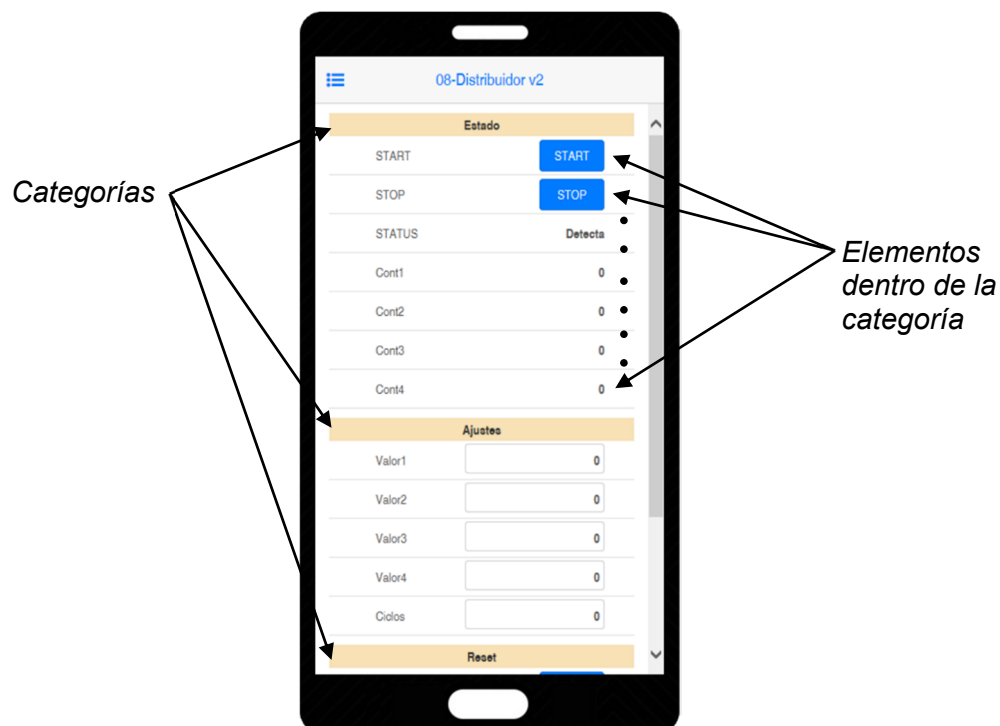 08-Distribuidor v2
Estado
START START
STOP STOP
STATUS Detecta
Cont1 0
Cont2 0
Cont3 0
Cont4 0
Ajustes
Valor1 0
Valor2 0
Valor3 0
Valor4 0
Ciclos 0
Reset
Categorías
Elementos
dentro de la
categoría